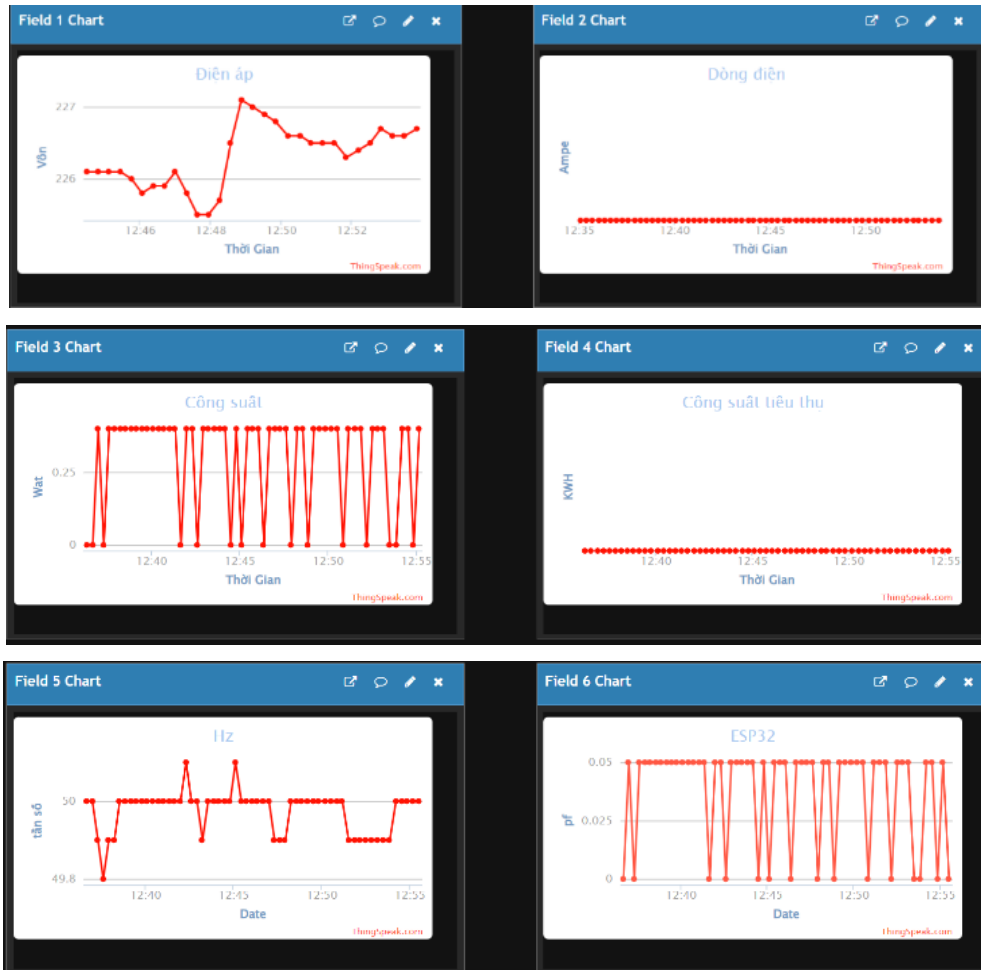 Field 1 Chart
Điện áp
227
226
Vôn
12:46 12:48 12:50 12:52
Thời Gian
ThingSpeak.com
Field 2 Chart
Dòng điện
Ampe
12:35 12:40 12:45 12:50
Thời Gian
ThingSpeak.com
Field 3 Chart
Công suất
0.25
0
Wat
12:40 12:45 12:50 12:55
Thời Gian
ThingSpeak.com
Field 4 Chart
Công suất tiêu thụ
KWH
12:40 12:45 12:50 12:55
Thời Gian
ThingSpeak.com
Field 5 Chart
Hz
50
49.8
tần số
12:40 12:45 12:50 12:55
Date
ThingSpeak.com
Field 6 Chart
ESP32
0.05
0.025
0
pf
12:40 12:45 12:50 12:55
Date
ThingSpeak.com